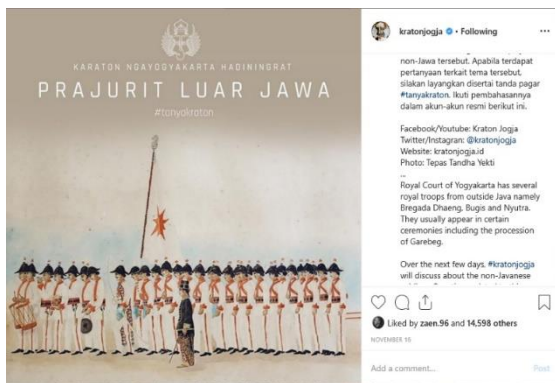 KARATON NGAYOGYAKARTA HADININGRAT
PRAJURIT LUAR JAWA
#tanyakraton
kratonjogja • Following
non-Jawa tersebut. Apabila terdapat
pertanyaan terkait tema tersebut,
silakan layangkan disertai tanda pagar
#tanyakraton. Ikuti pembahasannya
dalam akun-akun resmi berikut ini.
Facebook/Youtube: Kraton Jogja
Twitter/Instagran: @kratonjogja
Website: kratonjogja.id
Photo: Tepas Tandha Yekti
...
Royal Court of Yogyakarta has several
royal troops from outside Java namely
Bregada Dhaeng, Bugis and Nyutra.
They usually appear in certain
ceremonies including the procession
of Garebeg.
Over the next few days, #kratonjogja
will discuss about the non-Javanese
Liked by zaen.96 and 14,598 others
NOVEMBER 15
Add a comment...
Post